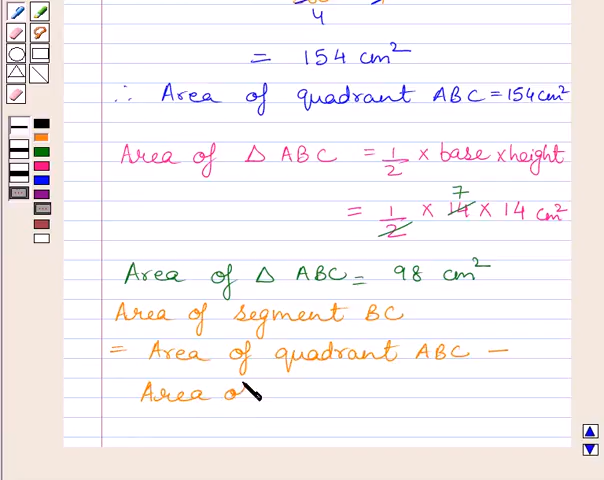 4
= 154 cm²
∴ Area of quadrant ABC = 154 cm²
Area of △ ABC = 1/2 × base × height
7
= 1/2 × 14 × 14 cm²
Area of △ ABC = 98 cm²
Area of segment BC
= Area of quadrant ABC –
Area o